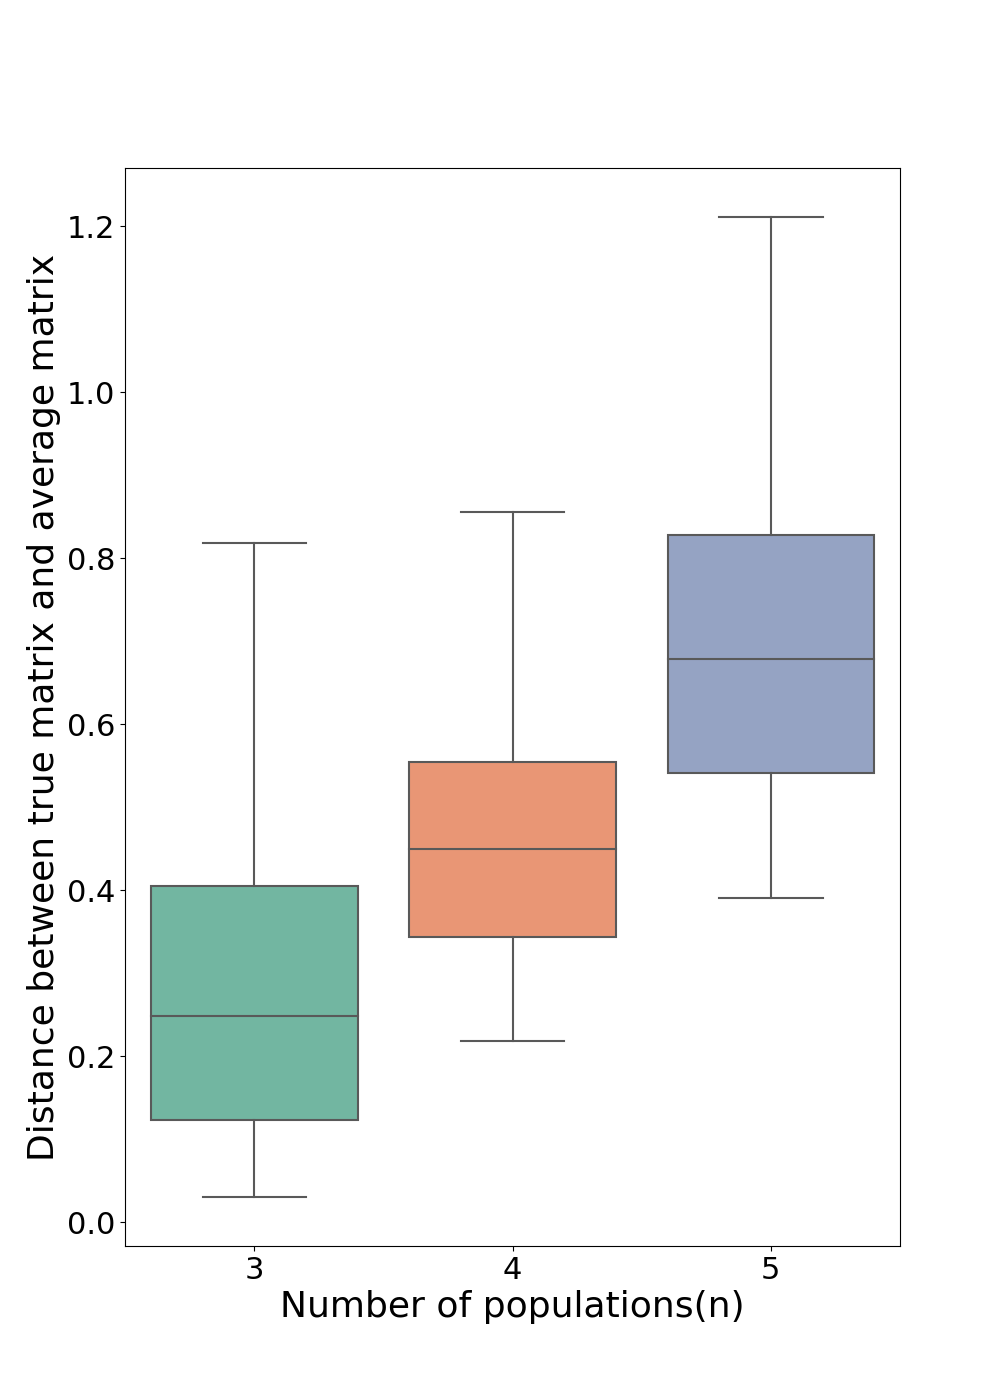 Distance between true matrix and average matrix
1.2
1.0
0.8
0.6
0.4
0.2
0.0
3 4 5
Number of populations(n)